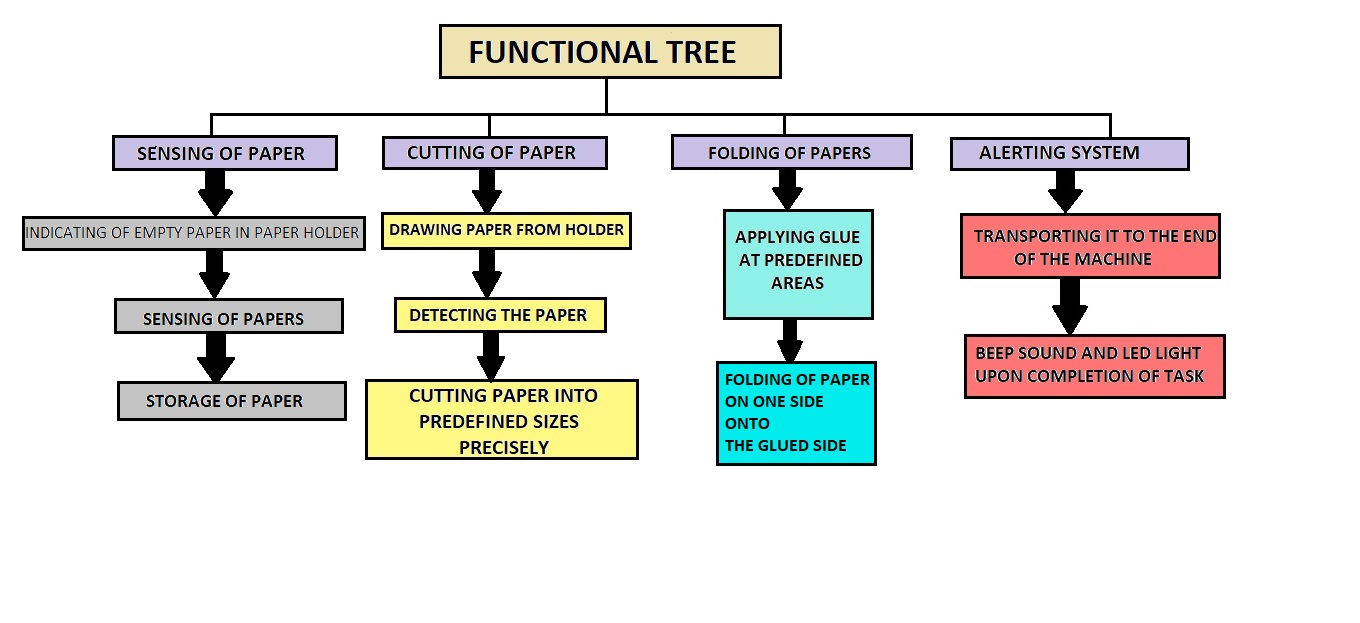 FUNCTIONAL TREE
SENSING OF PAPER
INDICATING OF EMPTY PAPER IN PAPER HOLDER
SENSING OF PAPERS
STORAGE OF PAPER
CUTTING OF PAPER
DRAWING PAPER FROM HOLDER
DETECTING THE PAPER
CUTTING PAPER INTO
PREDEFINED SIZES
PRECISELY
FOLDING OF PAPERS
APPLYING GLUE
AT PREDEFINED
AREAS
FOLDING OF PAPER
ON ONE SIDE
ONTO
THE GLUED SIDE
ALERTING SYSTEM
TRANSPORTING IT TO THE END
OF THE MACHINE
BEEP SOUND AND LED LIGHT
UPON COMPLETION OF TASK